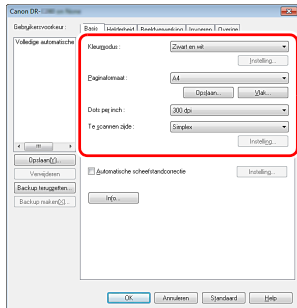 Canon DR-
Gebruikersvoorkeur :
Volledige automatische
Opslaan(V)...
Verwijderen
Backup terugzetten...
Backup maken(X)...
Basis Helderheid Beeldverwerking Invoeren Overige
Kleurmodus : Zwart en wit
Instelling...
Paginaformaat : A4
Opslaan... Vlak...
Dots per inch : 300 dpi
Te scannen zijde : Simplex
Instelling...
Automatische scheefstandcorrectie Instelling...
Info...
OK Annuleren Standaard Help